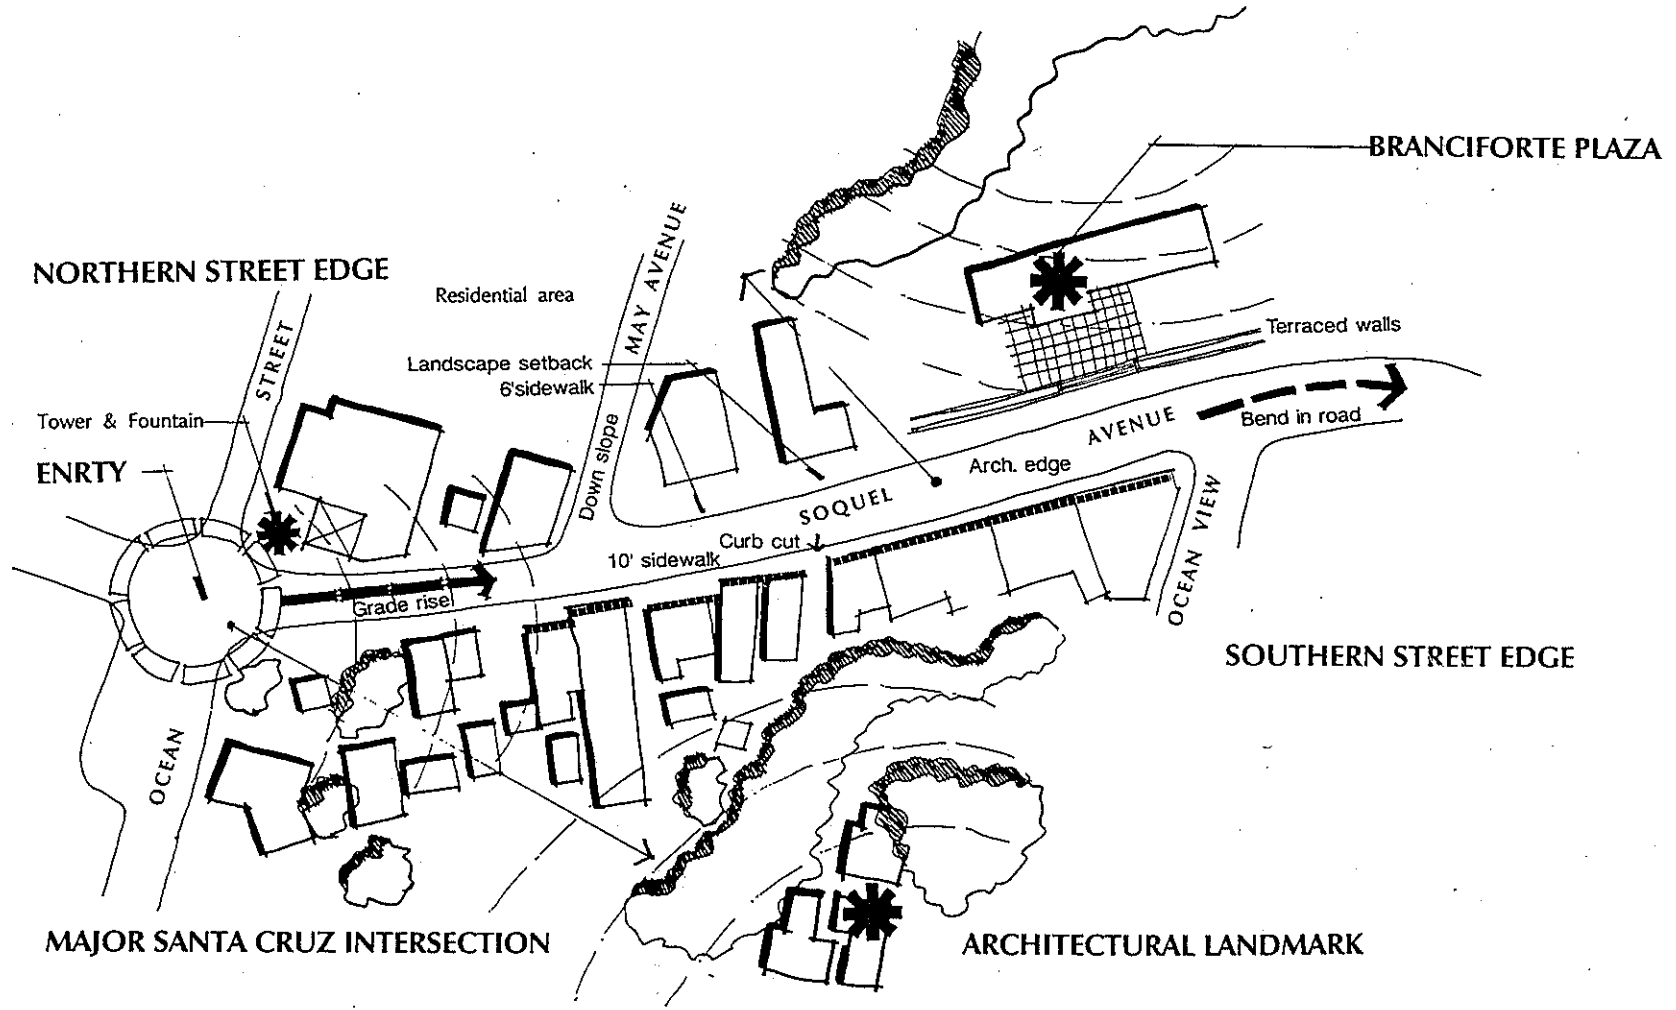 BRANCIFORTE PLAZA
NORTHERN STREET EDGE
MAY AVENUE
Residential area
STREET
Terraced walls
Landscape setback
6'sidewalk
Tower & Fountain
ENRTY
Down slope
AVENUE
Bend in road
Arch. edge
SOQUEL
OCEAN VIEW
Curb cut
10' sidewalk
Grade rise
SOUTHERN STREET EDGE
OCEAN
MAJOR SANTA CRUZ INTERSECTION
ARCHITECTURAL LANDMARK